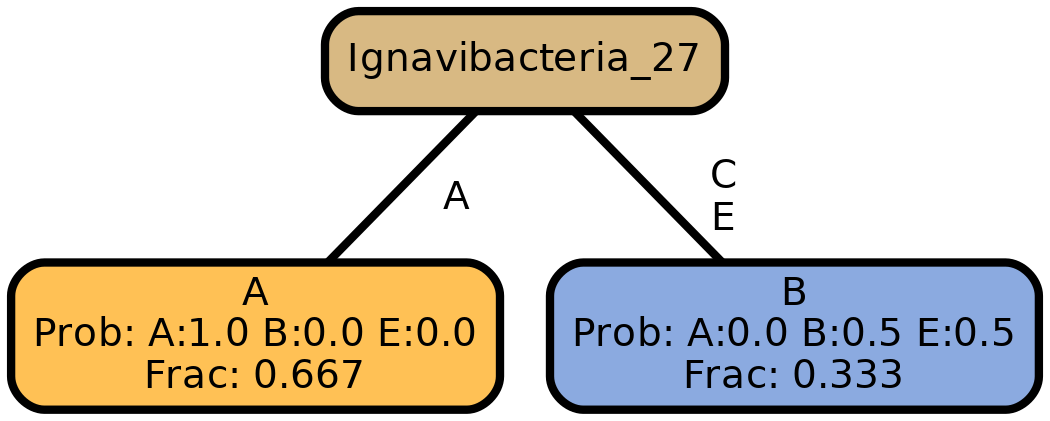 Ignavibacteria_27
A
C
E
A
Prob: A:1.0 B:0.0 E:0.0
Frac: 0.667
B
Prob: A:0.0 B:0.5 E:0.5
Frac: 0.333